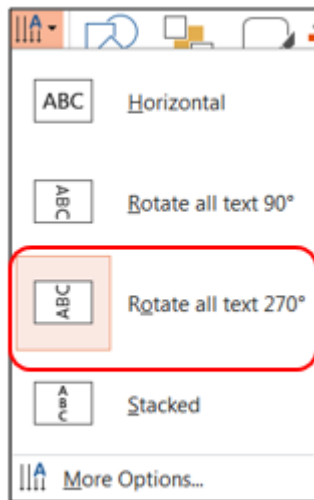 A
ABC
Horizontal
ABC
Rotate all text 90°
ABC
Rotate all text 270°
A
B
C
Stacked
A
More Options...